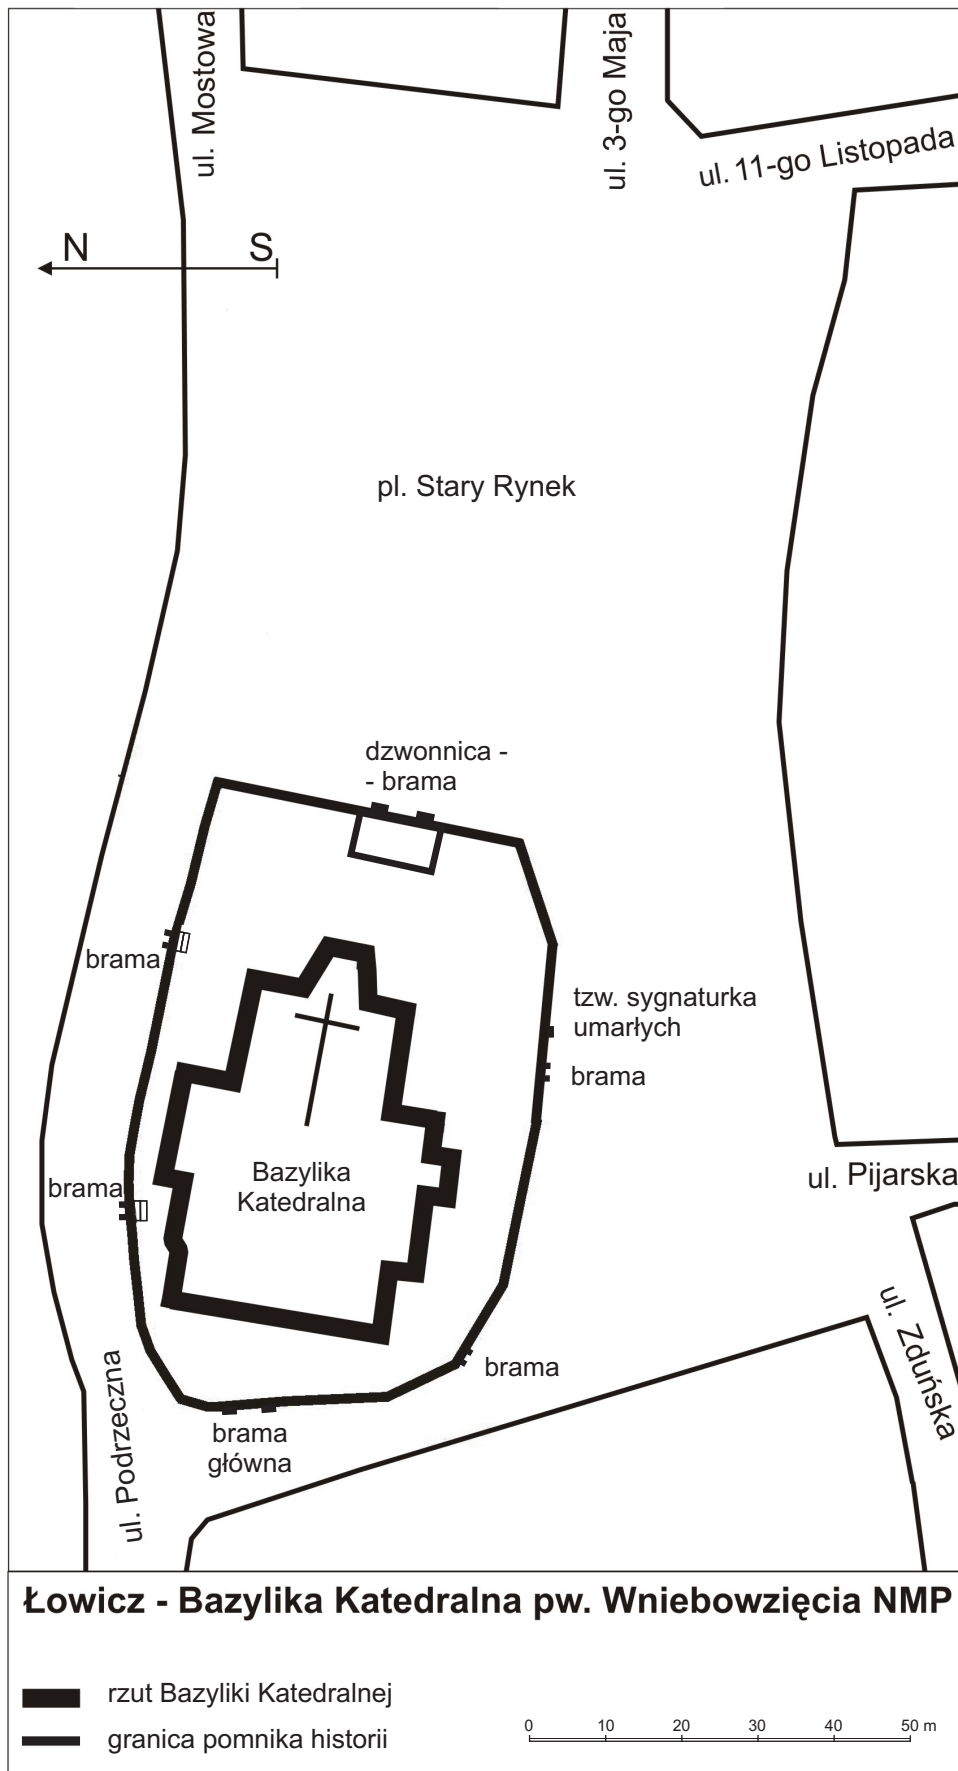 ul. Mostowa
ul. 3-go Maja
ul. 11-go Listopada
N S
pl. Stary Rynek
dzwonnica -
- brama
brama
tzw. sygnaturka
umarłych
brama
Bazylika
Katedralna
brama
ul. Pijarska
ul. Zduńska
brama
ul. Podrzeczna
brama
główna
Łowicz - Bazylika Katedralna pw. Wniebowzięcia NMP
rzut Bazyliki Katedralnej
granica pomnika historii
0 10 20 30 40 50 m